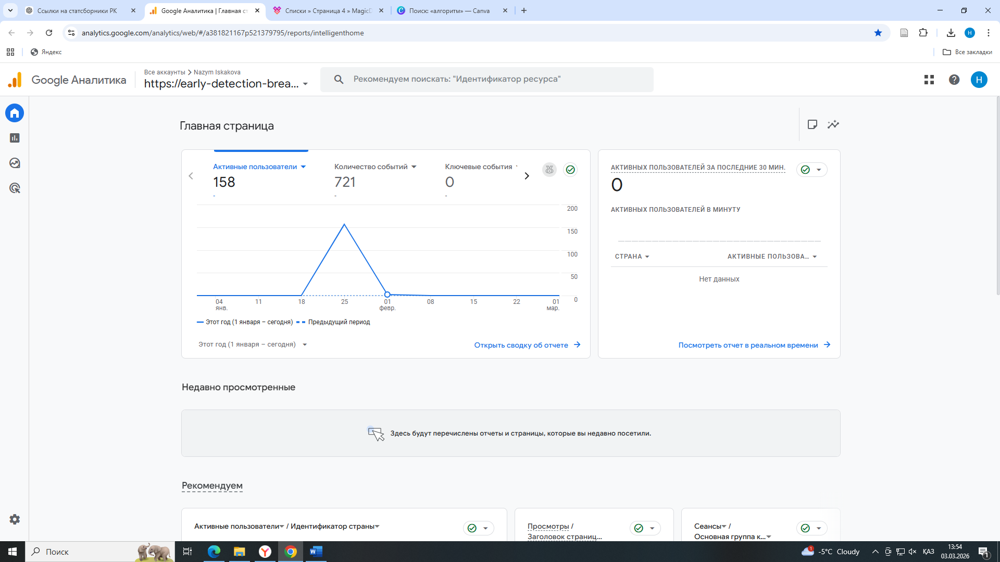 Ссылки на статсборники РК
Google Аналитика | Главная ст
Списки » Страница 4 » MagicD
Поиск: «алгоритм» — Canva
analytics.google.com/analytics/web/#/a381821167p521379795/reports/intelligenthome
Н
Яндекс
Все закладки
Google Аналитика
Все аккаунты > Nazym Iskakova
https://early-detection-brea...
Рекомендуем поискать: "Идентификатор ресурса"
Н
Главная страница
Активные пользователи
158
-
Количество событий
721
-
Ключевые события
0
-
200
150
100
50
0
04 янв.
11
18
25
01 февр.
08
15
22
01 мар.
Этот год (1 января – сегодня)
Предыдущий период
Этот год (1 января – сегодня)
Открыть сводку об отчете
АКТИВНЫХ ПОЛЬЗОВАТЕЛЕЙ ЗА ПОСЛЕДНИЕ 30 МИН.
0
АКТИВНЫХ ПОЛЬЗОВАТЕЛЕЙ В МИНУТУ
СТРАНА
АКТИВНЫЕ ПОЛЬЗОВА...
Нет данных
Посмотреть отчет в реальном времени
Недавно просмотренные
Здесь будут перечислены отчеты и страницы, которые вы недавно посетили.
Рекомендуем
Активные пользователи / Идентификатор страны
Просмотры /
Заголовок страниц...
Сеансы /
Основная группа к...
Поиск
1
-5°C Cloudy
ҚАЗ
13:54
03.03.2026
1